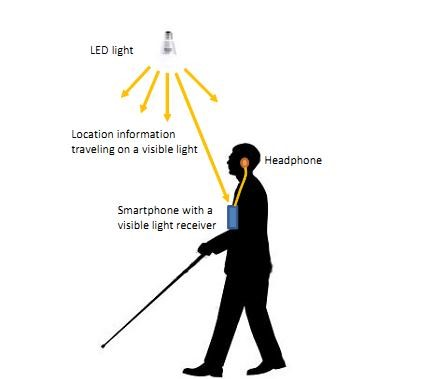 LED light
Location information
traveling on a visible light
Headphone
Smartphone with a
visible light receiver